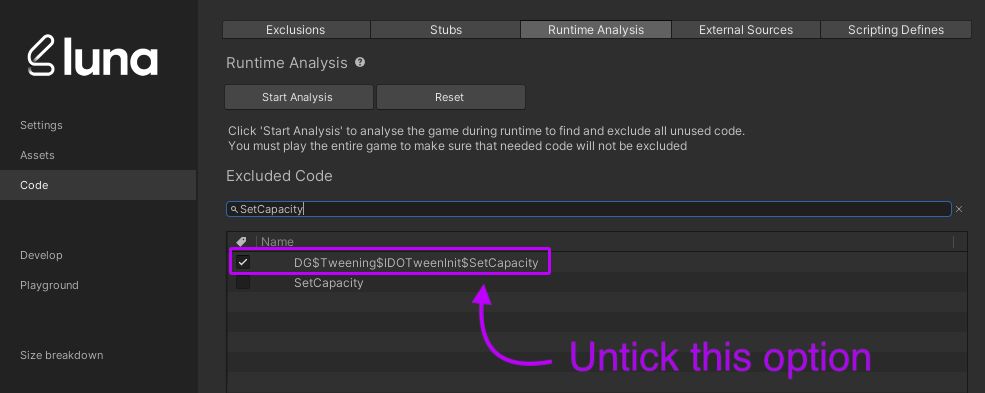 luna
Exclusions
Stubs
Runtime Analysis
External Sources
Scripting Defines
Runtime Analysis ?
Start Analysis
Reset
Click 'Start Analysis' to analyse the game during runtime to find and exclude all unused code.
You must play the entire game to make sure that needed code will not be excluded
Settings
Assets
Code
Develop
Playground
Size breakdown
Excluded Code
SetCapacity
Name
DG$Tweening$IDOTweenInit$SetCapacity
SetCapacity
Untick this option